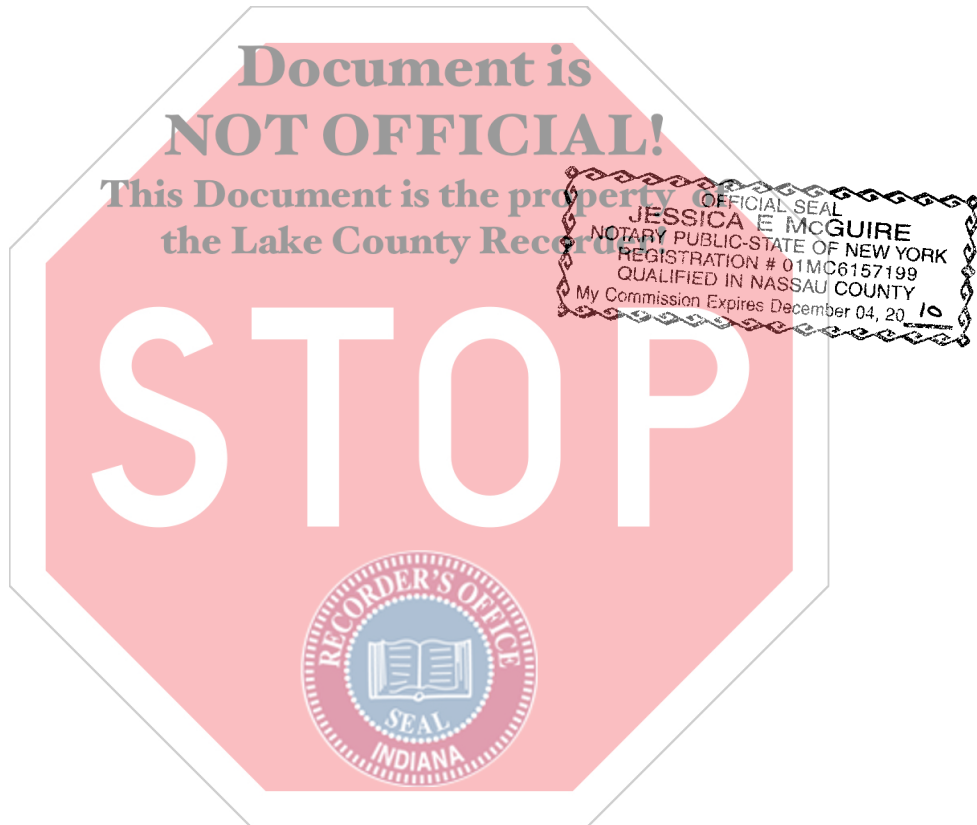 Document is
NOT OFFICIAL!
This Document is the property of
the Lake County Recorder!
OFFICIAL SEAL
JESSICA E MCGUIRE
NOTARY PUBLIC-STATE OF NEW YORK
REGISTRATION # 01MC6157199
QUALIFIED IN NASSAU COUNTY
My Commission Expires December 04, 20 10
STOP
RECORDER'S OFFICE
SEAL
INDIANA